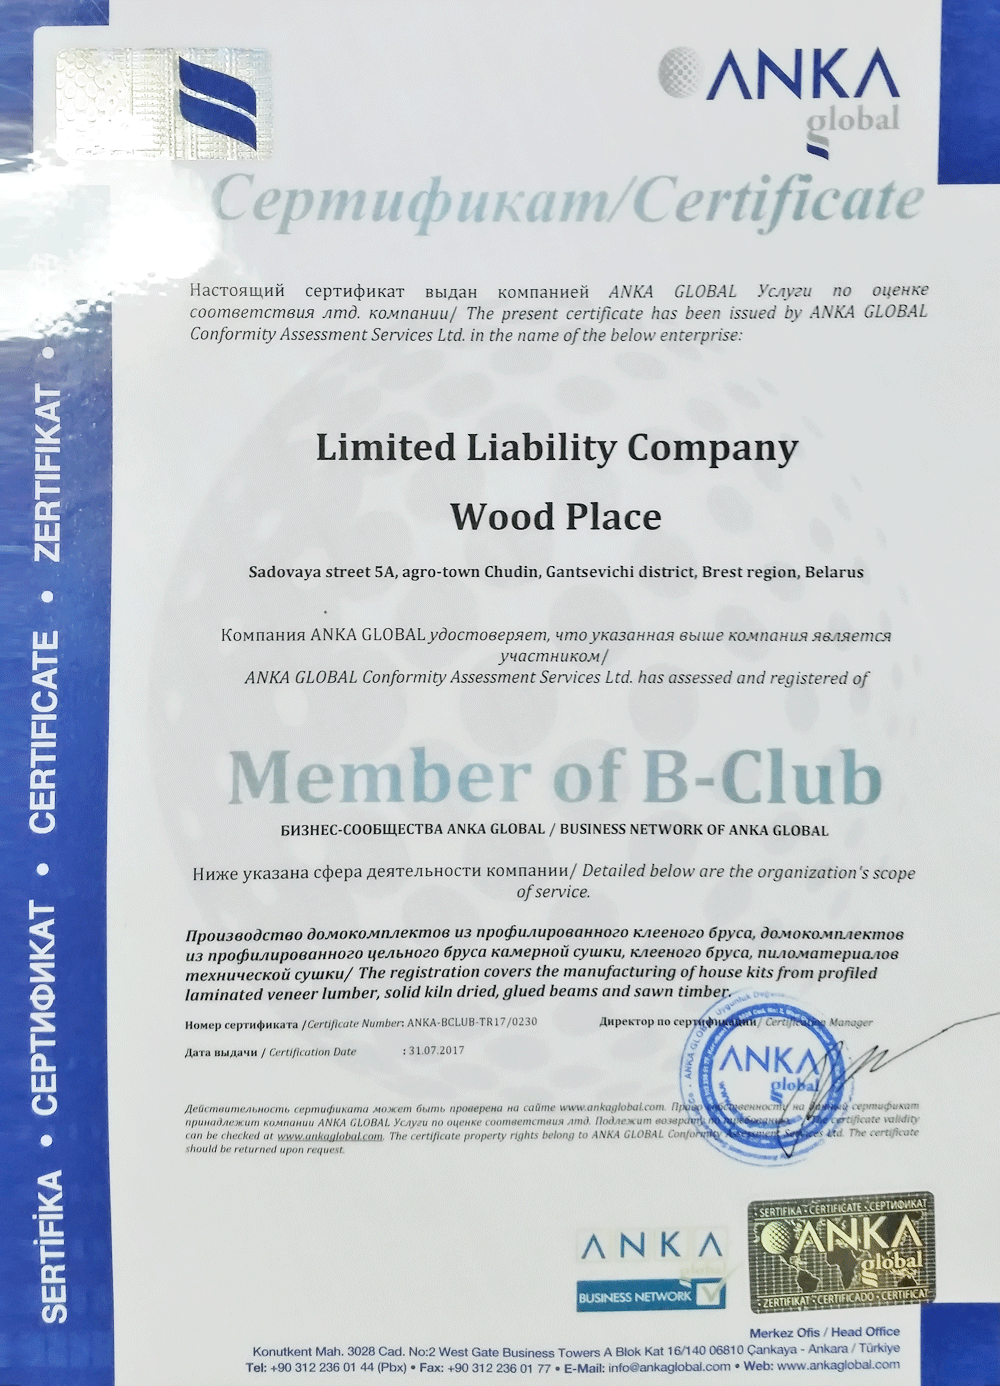 ANKA
global
Сертификат/Certificate
Настоящий сертификат выдан компанией ANKA GLOBAL Услуги по оценке
соответствия лтд. компании/ The present certificate has been issued by ANKA GLOBAL
Conformity Assessment Services Ltd. in the name of the below enterprise:
Limited Liability Company
Wood Place
Sadovaya street 5A, agro-town Chudin, Gantsevichi district, Brest region, Belarus
Компания ANKA GLOBAL удостоверяет, что указанная выше компания является
участником/
ANKA GLOBAL Conformity Assessment Services Ltd. has assessed and registered of
Member of B-Club
БИЗНЕС-СООБЩЕСТВА ANKA GLOBAL / BUSINESS NETWORK OF ANKA GLOBAL
Ниже указана сфера деятельности компании/ Detailed below are the organization's scope
of service.
Производство домокомплектов из профилированного клееного бруса, домокомплектов
из профилированного цельного бруса камерной сушки, клееного бруса, пиломатериалов
технической сушки/ The registration covers the manufacturing of house kits from profiled
laminated veneer lumber, solid kiln dried, glued beams and sawn timber.
Номер сертификата /Certificate Number: ANKA-BCLUB-TR17/0230
Директор по сертификации/ Certification Manager
Дата выдачи / Certification Date : 31.07.2017
ANKA
global
Действительность сертификата может быть проверена на сайте www.ankaglobal.com. Право собственности на данный сертификат
принадлежит компании ANKA GLOBAL Услуги по оценке соответствия лтд. Подлежит возврату по требованию. / The certificate validity
can be checked at www.ankaglobal.com. The certificate property rights belong to ANKA GLOBAL Conformity Assessment Services Ltd. The certificate
should be returned upon request.
ANKA
global
BUSINESS NETWORK
SERTIFIKA - CERTIFICATE - СЕРТИФИКАТ
ANKA
global
ZERTIFIKAT - CERTIFICADO - CERTIFICAT
Merkez Ofis / Head Office
Konutkent Mah. 3028 Cad. No:2 West Gate Business Towers A Blok Kat 16/140 06810 Çankaya - Ankara / Türkiye
Tel: +90 312 236 01 44 (Pbx) • Fax: +90 312 236 01 77 • E-Mail: info@ankaglobal.com • Web: www.ankaglobal.com
SERTİFİKA • СЕРТИФИКАТ • CERTIFICATE • ZERTIFIKAT •